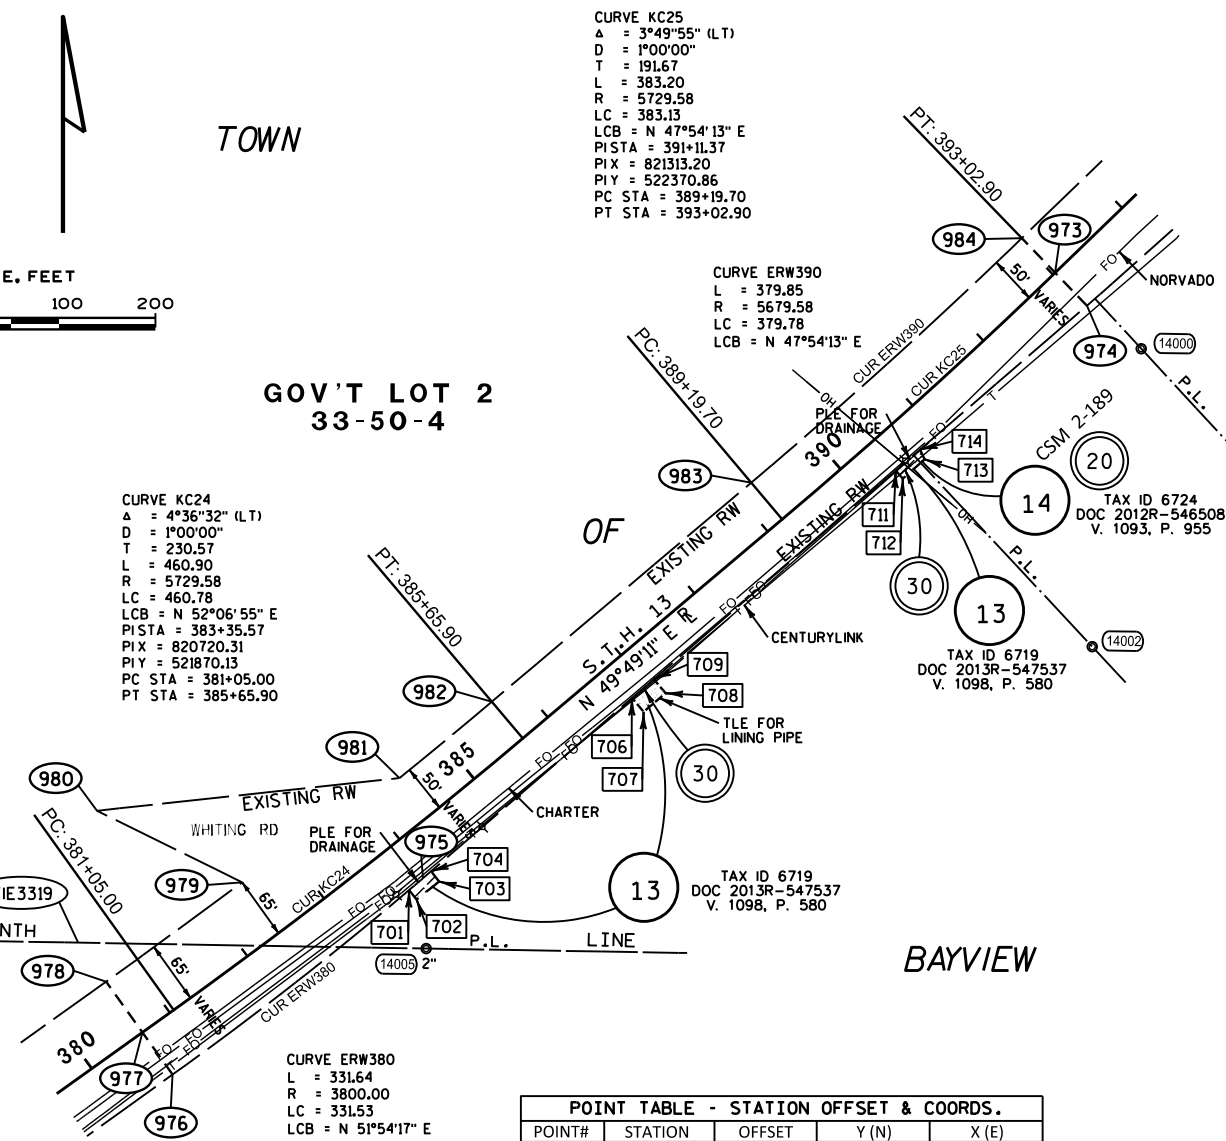 CURVE KC25
Δ = 3°49'55" (LT)
D = 1°00'00"
T = 191.67
L = 383.20
R = 5729.58
LC = 383.13
LCB = N 47°54'13" E
PISTA = 391+11.37
PIX = 821313.20
PIY = 522370.86
PC STA = 389+19.70
PT STA = 393+02.90
TOWN
PT: 393+02.90
984
973
E, FEET
100 200
50'
VARIES
FO
NORVADO
CURVE ERW390
L = 379.85
R = 5679.58
LC = 379.78
LCB = N 47°54'13" E
974
14000
P.L.
PC: 389+19.70
CUR ERW390
CUR KC25
GOV'T LOT 2
33-50-4
OH
T
PLE FOR
DRAINAGE
390
FO
714
713
CSM 2-189
20
14
TAX ID 6724
DOC 2012R-546508
V. 1093, P. 955
983
EXISTING RW
EXISTING RW
711
712
OH
P.L.
30
13
TAX ID 6719
DOC 2013R-547537
V. 1098, P. 580
14002
CURVE KC24
Δ = 4°36'32" (LT)
D = 1°00'00"
T = 230.57
L = 460.90
R = 5729.58
LC = 460.78
LCB = N 52°06'55" E
PISTA = 383+35.57
PIX = 820720.31
PIY = 521870.13
PC STA = 381+05.00
PT STA = 385+65.90
OF
PT: 385+65.90
S.T.H. 13
N 49°49'11" E
FO
FO
CENTURYLINK
982
709
708
TLE FOR
LINING PIPE
706
707
30
981
385
50'
VARIES
FO
FO
980
EXISTING RW
WHITING RD
CHARTER
PLE FOR
DRAINAGE
975
704
703
PC: 381+05.00
979
65'
CUR KC24
FO
FO
13
TAX ID 6719
DOC 2013R-547537
V. 1098, P. 580
IE3319
701
702
NTH
P.L.
LINE
14005 2"
978
65'
VARIES
CUR ERW380
BAYVIEW
380
FO
FO
FO
FO
T
977
976
CURVE ERW380
L = 331.64
R = 3800.00
LC = 331.53
LCB = N 51°54'17" E
POINT TABLE - STATION OFFSET & COORDS.
POINT# STATION OFFSET Y (N) X (E)